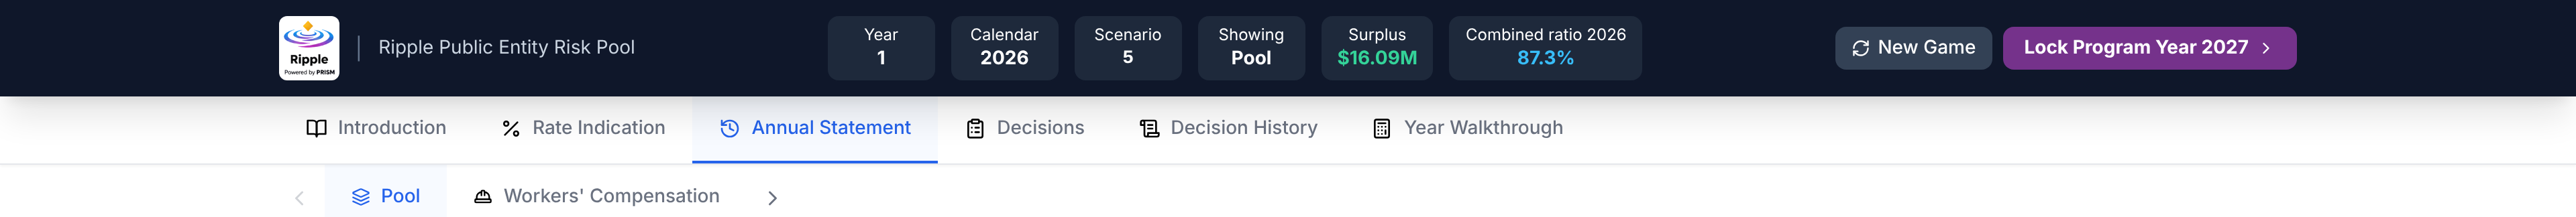 Ripple
Powered by PRISM
Ripple Public Entity Risk Pool
Year
1
Calendar
2026
Scenario
5
Showing
Pool
Surplus
$16.09M
Combined ratio 2026
87.3%
New Game
Lock Program Year 2027
Introduction
Rate Indication
Annual Statement
Decisions
Decision History
Year Walkthrough
Pool
Workers' Compensation